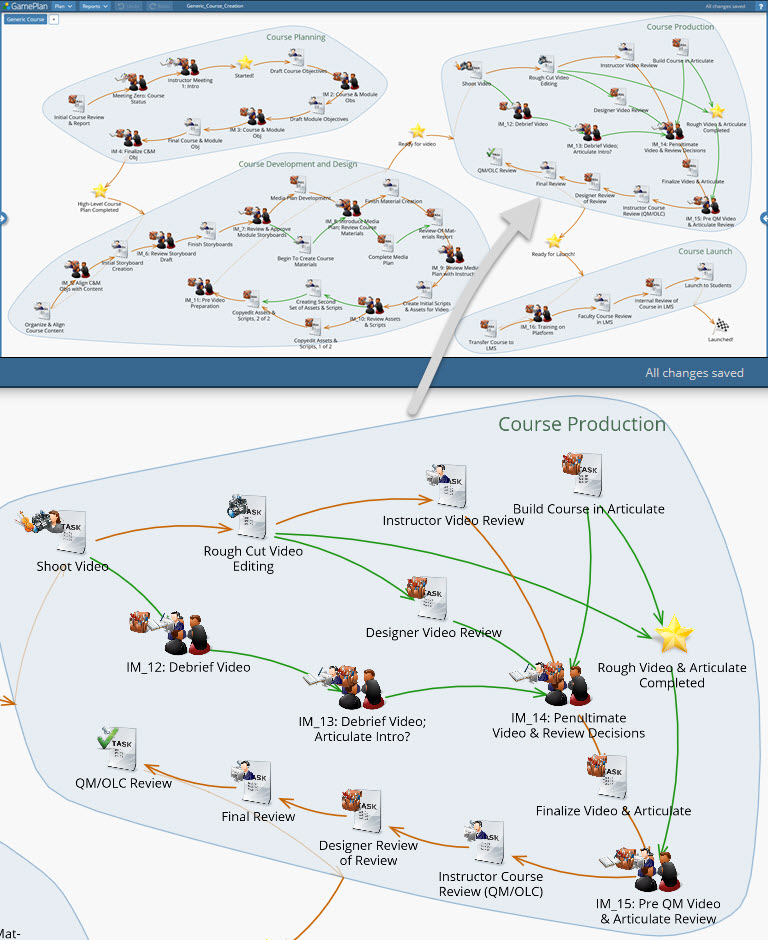 GamePlan Plan Reports Undo Redo Generic_Course_Creation All changes saved ?
Generic Course +
Course Planning
Initial Course Review
& Report
Meeting Zero: Course
Status
Instructor Meeting
1: Intro
Started!
Draft Course Objectives
IM 2: Course & Module
Obs
Draft Module Objectives
IM 3: Course & Module
Obj
Final Course & Module
Obj
IM 4: Finalize C&M
Obj
High-Level Course
Plan Completed
Ready for video
Course Development and Design
Organize & Align
Course Content
IM_5: Align C&M
Objs with Content
Initial Storyboard
Creation
IM_6: Review Storyboard
Draft
Finish Storyboards
IM_7: Review & Approve
Module Storyboards
Media Plan Development
Begin To Create Course
Materials
IM_8: Introduce Media
Plan; Review Course
Materials
Finish Material Creation
Complete Media
Plan
Review-Of-Mat-
erials Report
IM_9: Review Media
Plan with Instructor
Create Initial Scripts
& Assets for Video
IM_10: Review Assets
& Scripts
Creating Second
Set of Assets & Scripts
Copyedit Assets &
Scripts, 1 of 2
Copyedit Assets &
Scripts, 2 of 2
IM_11: Pre Video
Preparation
Course Production
Shoot Video
Rough Cut Video
Editing
Instructor Video Review
Build Course in Articulate
Designer Video Review
IM_12: Debrief Video
IM_13: Debrief Video;
Articulate Intro?
IM_14: Penultimate
Video & Review Decisions
Rough Video & Articulate
Completed
Finalize Video & Articulate
IM_15: Pre QM Video
& Articulate Review
Instructor Course
Review (QM/OLC)
Designer Review
of Review
Final Review
QM/OLC Review
Ready for Launch!
Course Launch
Transfer Course to
LMS
IM_16: Training on
Platform
Faculty Course Review
in LMS
Internal Review of
Course in LMS
Launch to Students
Launched!
All changes saved
Course Production
TASK
Shoot Video
TASK
Rough Cut Video
Editing
TASK
Instructor Video Review
TASK
Build Course in Articulate
TASK
Designer Video Review
IM_12: Debrief Video
Rough Video & Articulate
Completed
IM_13: Debrief Video;
Articulate Intro?
IM_14: Penultimate
Video & Review Decisions
TASK
QM/OLC Review
TASK
Final Review
TASK
Designer Review
of Review
TASK
Instructor Course
Review (QM/OLC)
TASK
Finalize Video & Articulate
IM_15: Pre QM Video
& Articulate Review
Mat-